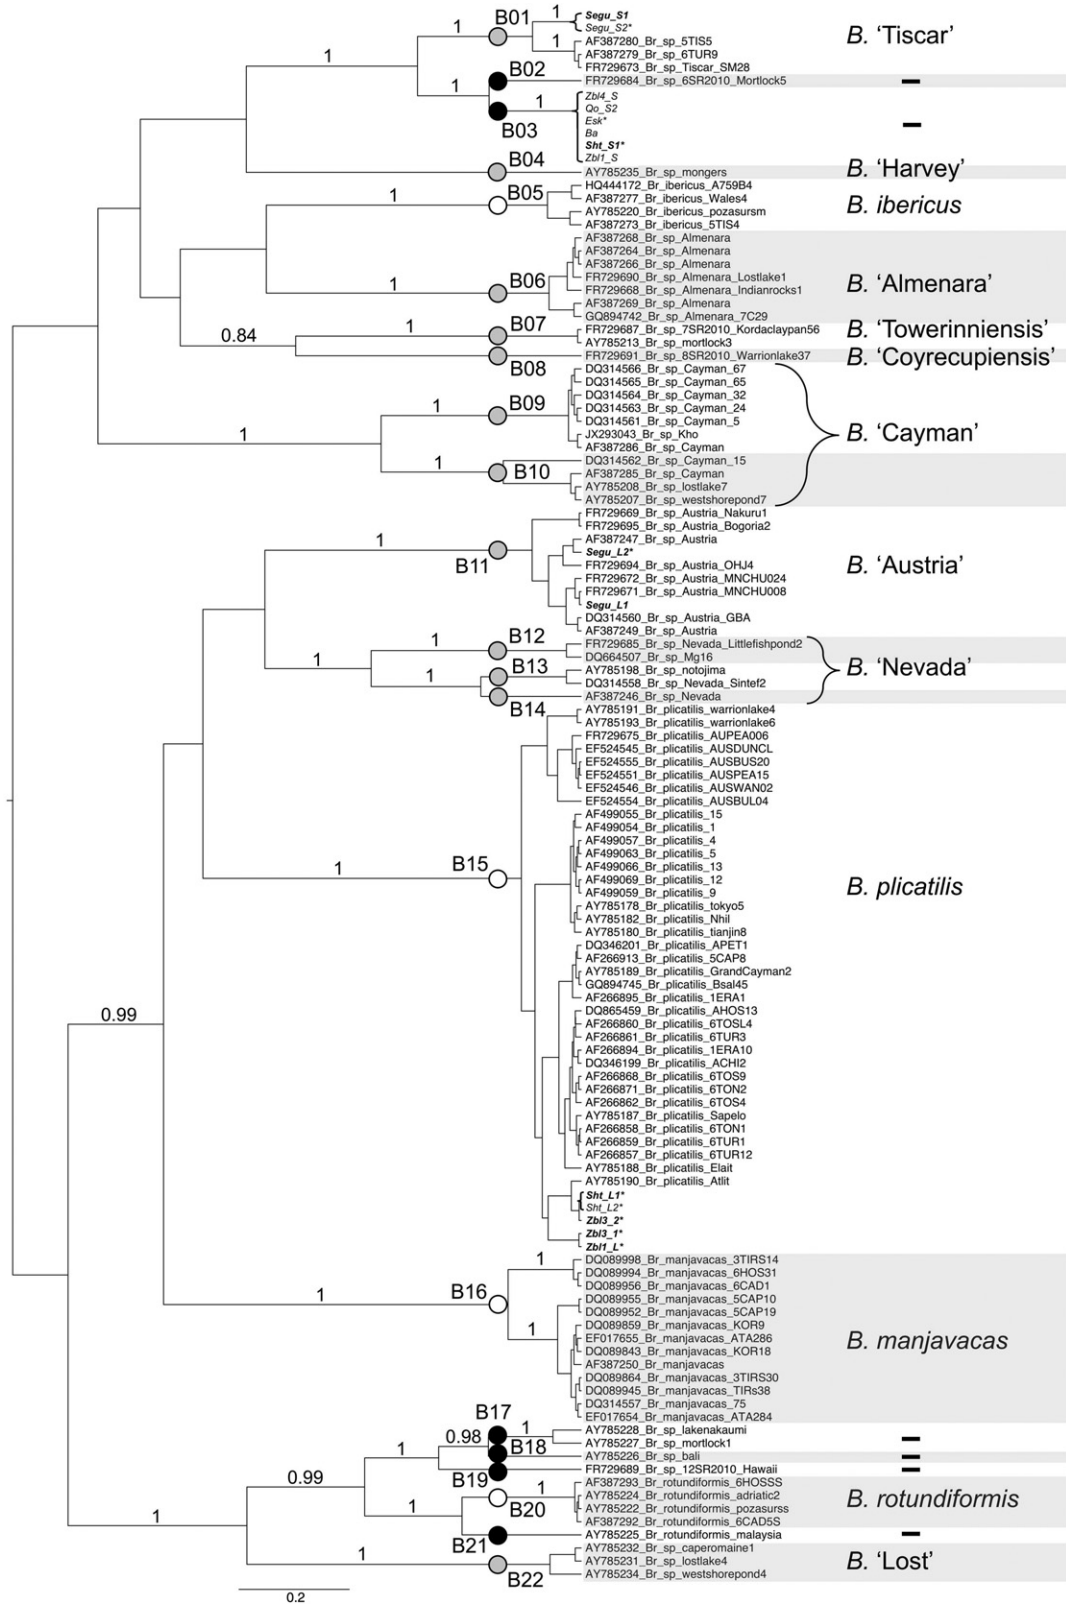 1
B01
Segu_S1
Segu_S2*
1
AF387280_Br_sp_5TIS5
AF387279_Br_sp_6TUR9
FR729673_Br_sp_Tiscar_SM28
B. 'Tiscar'
1
B02
FR729684_Br_sp_6SR2010_Mortlock5
1
B03
1
Zbl4_S
Qo_S2
Esk*
Ba
Sht_S1*
Zbl1_S
B04
AY785235_Br_sp_mongers
B. 'Harvey'
1
B05
HQ444172_Br_ibericus_A759B4
AF387277_Br_ibericus_Wales4
AY785220_Br_ibericus_pozasursm
AF387273_Br_ibericus_5TIS4
B. ibericus
1
B06
AF387268_Br_sp_Almenara
AF387264_Br_sp_Almenara
AF387266_Br_sp_Almenara
FR729690_Br_sp_Almenara_Lostlake1
FR729668_Br_sp_Almenara_Indianrocks1
AF387269_Br_sp_Almenara
GQ894742_Br_sp_Almenara_7C29
B. 'Almenara'
0.84
1
B07
FR729687_Br_sp_7SR2010_Kordaclaypan56
AY785213_Br_sp_mortlock3
B. 'Towerinniensis'
B08
FR729691_Br_sp_8SR2010_Warrionlake37
B. 'Coyrecupiensis'
1
1
B09
DQ314566_Br_sp_Cayman_67
DQ314565_Br_sp_Cayman_65
DQ314564_Br_sp_Cayman_32
DQ314563_Br_sp_Cayman_24
DQ314561_Br_sp_Cayman_5
JX293043_Br_sp_Kho
AF387286_Br_sp_Cayman
B. 'Cayman'
1
B10
DQ314562_Br_sp_Cayman_15
AF387285_Br_sp_Cayman
AY785208_Br_sp_lostlake7
AY785207_Br_sp_westshorepond7
1
B11
FR729669_Br_sp_Austria_Nakuru1
FR729695_Br_sp_Austria_Bogoria2
AF387247_Br_sp_Austria
Segu_L2*
FR729694_Br_sp_Austria_OHJ4
FR729672_Br_sp_Austria_MNCHU024
FR729671_Br_sp_Austria_MNCHU008
Segu_L1
DQ314560_Br_sp_Austria_GBA
AF387249_Br_sp_Austria
B. 'Austria'
1
1
B12
FR729685_Br_sp_Nevada_Littlefishpond2
DQ664507_Br_sp_Mg16
1
B13
AY785198_Br_sp_notojima
DQ314558_Br_sp_Nevada_Sintef2
B14
AF387246_Br_sp_Nevada
B. 'Nevada'
1
B15
AY785191_Br_plicatilis_warrionlake4
AY785193_Br_plicatilis_warrionlake6
FR729675_Br_plicatilis_AUPEA006
EF524545_Br_plicatilis_AUSDUNCL
EF524555_Br_plicatilis_AUSBUS20
EF524551_Br_plicatilis_AUSPEA15
EF524546_Br_plicatilis_AUSWAN02
EF524554_Br_plicatilis_AUSBUL04
AF499055_Br_plicatilis_15
AF499054_Br_plicatilis_1
AF499057_Br_plicatilis_4
AF499063_Br_plicatilis_5
AF499066_Br_plicatilis_13
AF499069_Br_plicatilis_12
AF499059_Br_plicatilis_9
AY785178_Br_plicatilis_tokyo5
AY785182_Br_plicatilis_Nhil
AY785180_Br_plicatilis_tianjin8
DQ346201_Br_plicatilis_APET1
AF266913_Br_plicatilis_5CAP8
AY785189_Br_plicatilis_GrandCayman2
GQ894745_Br_plicatilis_Bsal45
AF266895_Br_plicatilis_1ERA1
DQ865459_Br_plicatilis_AHOS13
AF266860_Br_plicatilis_6TOSL4
AF266861_Br_plicatilis_6TUR3
AF266894_Br_plicatilis_1ERA10
DQ346199_Br_plicatilis_ACHI2
AF266868_Br_plicatilis_6TOS9
AF266871_Br_plicatilis_6TON2
AF266862_Br_plicatilis_6TOS4
AY785187_Br_plicatilis_Sapelo
AF266858_Br_plicatilis_6TON1
AF266859_Br_plicatilis_6TUR1
AF266857_Br_plicatilis_6TUR12
AY785188_Br_plicatilis_Elait
AY785190_Br_plicatilis_Atlit
Sht_L1*
Sht_L2*
Zbl3_2*
Zbl3_1*
Zbl1_L*
B. plicatilis
0.99
1
B16
1
DQ089998_Br_manjavacas_3TIRS14
DQ089994_Br_manjavacas_6HOS31
DQ089956_Br_manjavacas_6CAD1
1
DQ089955_Br_manjavacas_5CAP10
DQ089952_Br_manjavacas_5CAP19
DQ089859_Br_manjavacas_KOR9
EF017655_Br_manjavacas_ATA286
DQ089843_Br_manjavacas_KOR18
AF387250_Br_manjavacas
DQ089864_Br_manjavacas_3TIRS30
DQ089945_Br_manjavacas_TIRs38
DQ314557_Br_manjavacas_75
EF017654_Br_manjavacas_ATA284
B. manjavacas
B17
0.98
1
AY785228_Br_sp_lakenakaumi
AY785227_Br_sp_mortlock1
1
B18
AY785226_Br_sp_bali
B19
FR729689_Br_sp_12SR2010_Hawaii
0.99
1
1
B20
AF387293_Br_rotundiformis_6HOSSS
AY785224_Br_rotundiformis_adriatic2
AY785222_Br_rotundiformis_pozasurss
AF387292_Br_rotundiformis_6CAD5S
B. rotundiformis
B21
AY785225_Br_rotundiformis_malaysia
1
1
B22
AY785232_Br_sp_caperomaine1
AY785231_Br_sp_lostlake4
AY785234_Br_sp_westshorepond4
B. 'Lost'
0.2